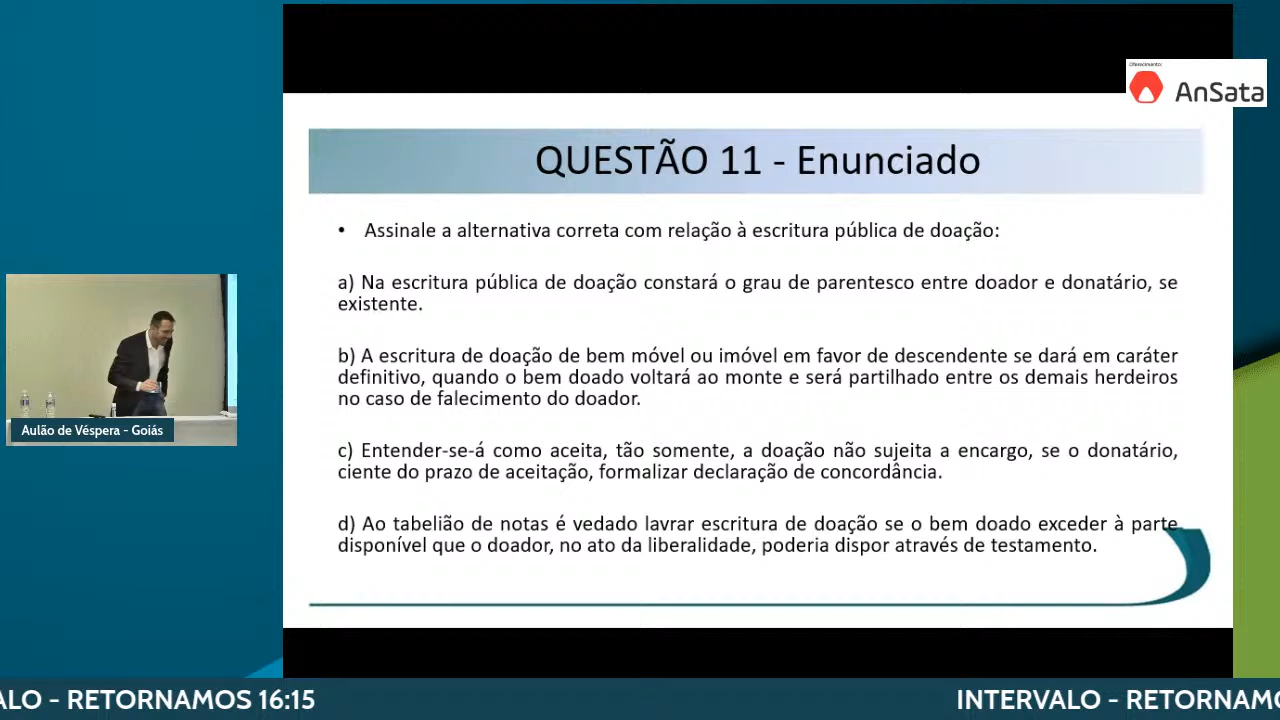 Oferecimento:
AnSata
QUESTÃO 11 - Enunciado
• Assinale a alternativa correta com relação à escritura pública de doação:
a) Na escritura pública de doação constará o grau de parentesco entre doador e donatário, se
existente.
b) A escritura de doação de bem móvel ou imóvel em favor de descendente se dará em caráter
definitivo, quando o bem doado voltará ao monte e será partilhado entre os demais herdeiros
no caso de falecimento do doador.
c) Entender-se-á como aceita, tão somente, a doação não sujeita a encargo, se o donatário,
ciente do prazo de aceitação, formalizar declaração de concordância.
d) Ao tabelião de notas é vedado lavrar escritura de doação se o bem doado exceder à parte
disponível que o doador, no ato da liberalidade, poderia dispor através de testamento.
Aulão de Véspera - Goiás
ALO - RETORNAMOS 16:15 INTERVALO - RETORNAMO